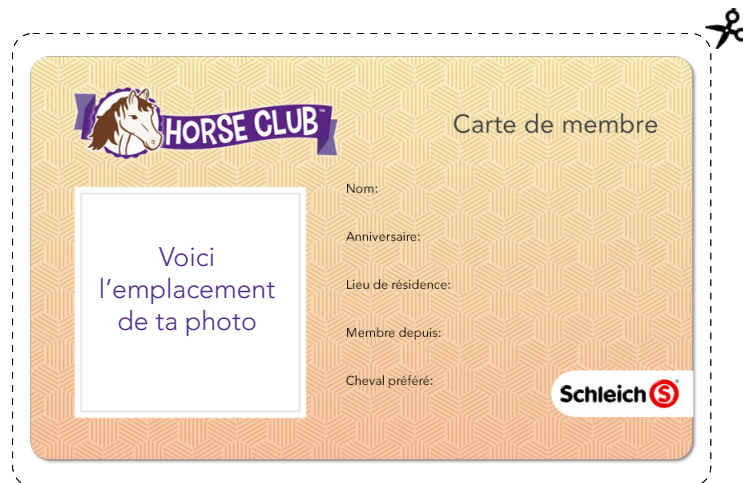 HORSE CLUB™
Carte de membre
Voici
l'emplacement
de ta photo
Nom:
Anniversaire:
Lieu de résidence:
Membre depuis:
Cheval préféré:
Schleich S®